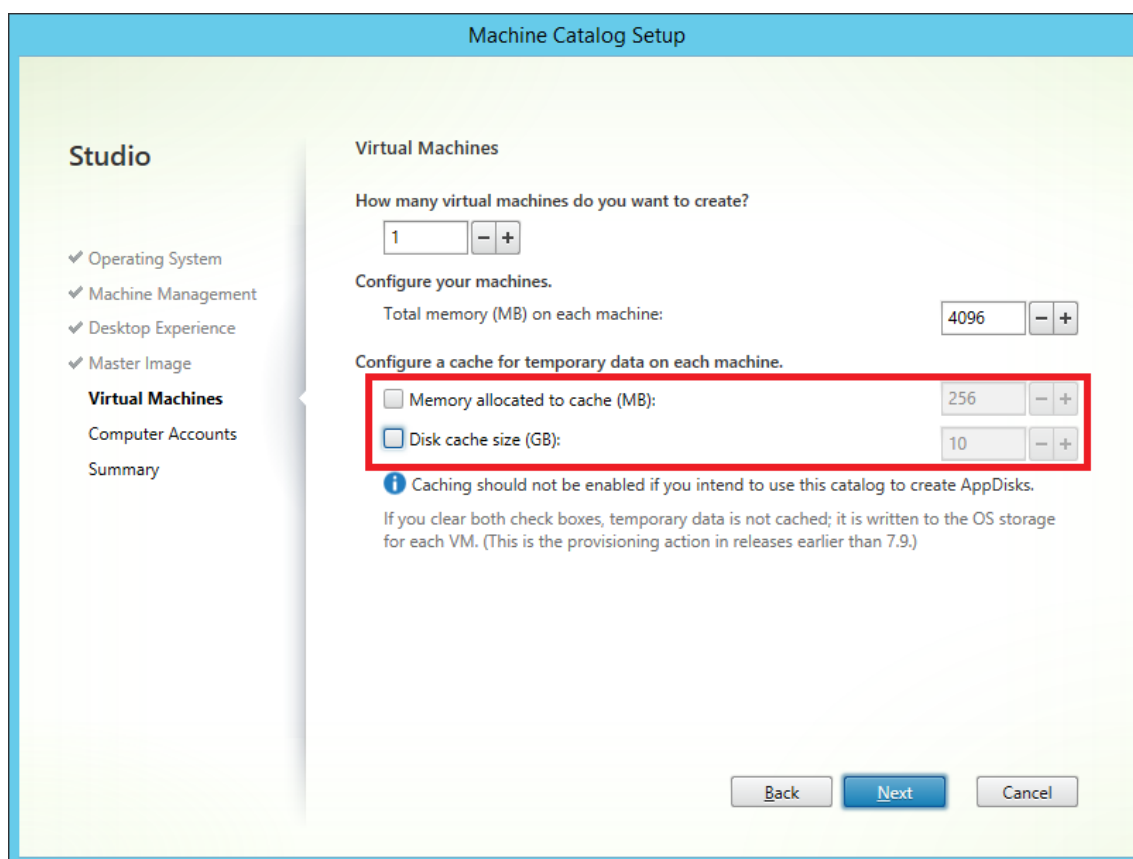 Machine Catalog Setup
Studio
Operating System
Machine Management
Desktop Experience
Master Image
Virtual Machines
Computer Accounts
Summary
Virtual Machines
How many virtual machines do you want to create?
1 − +
Configure your machines.
Total memory (MB) on each machine: 4096 − +
Configure a cache for temporary data on each machine.
Memory allocated to cache (MB): 256 − +
Disk cache size (GB): 10 − +
Caching should not be enabled if you intend to use this catalog to create AppDisks.
If you clear both check boxes, temporary data is not cached; it is written to the OS storage
for each VM. (This is the provisioning action in releases earlier than 7.9.)
Back Next Cancel